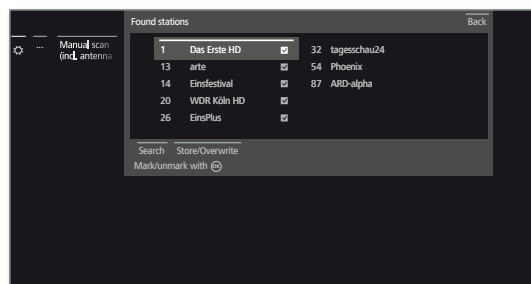 Found stations
Back
...
Manual scan
(incl. antenna
1 Das Erste HD
13 arte
14 Einsfestival
20 WDR Köln HD
26 EinsPlus
32 tagesschau24
54 Phoenix
87 ARD-alpha
Search Store/Overwrite
Mark/unmark with OK